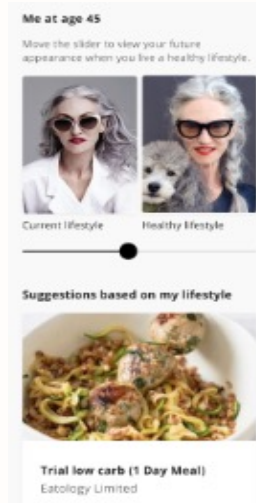 Me at age 45
Move the slider to view your future
appearance when you live a healthy lifestyle.
Current lifestyle
Healthy lifestyle
Suggestions based on my lifestyle
Trial low carb (1 Day Meal)
Eatology Limited